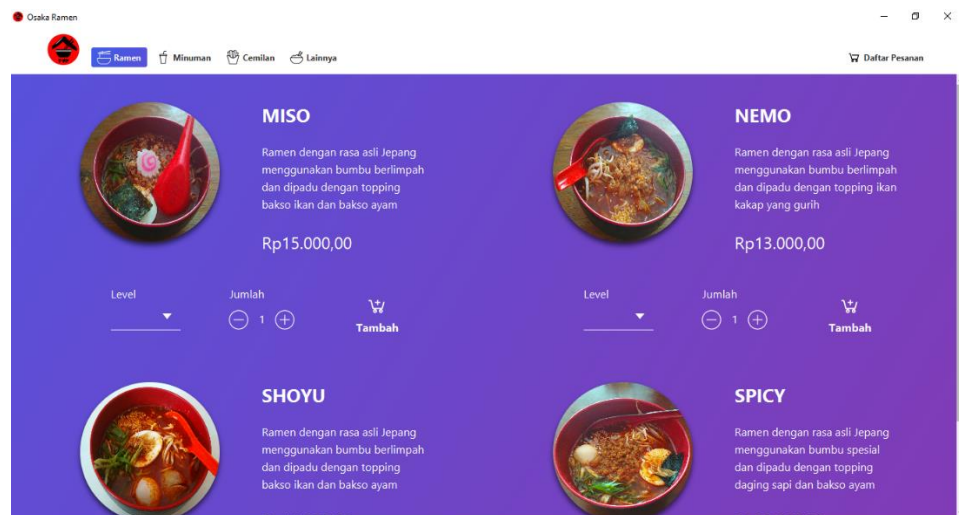 Osaka Ramen
Ramen Minuman Cemilan Lainnya Daftar Pesanan
MISO
Ramen dengan rasa asli Jepang
menggunakan bumbu berlimpah
dan dipadu dengan topping
bakso ikan dan bakso ayam
Rp15.000,00
Level
Jumlah
1
Tambah
NEMO
Ramen dengan rasa asli Jepang
menggunakan bumbu berlimpah
dan dipadu dengan topping ikan
kakap yang gurih
Rp13.000,00
Level
Jumlah
1
Tambah
SHOYU
Ramen dengan rasa asli Jepang
menggunakan bumbu berlimpah
dan dipadu dengan topping
bakso ikan dan bakso ayam
SPICY
Ramen dengan rasa asli Jepang
menggunakan bumbu spesial
dan dipadu dengan topping
daging sapi dan bakso ayam